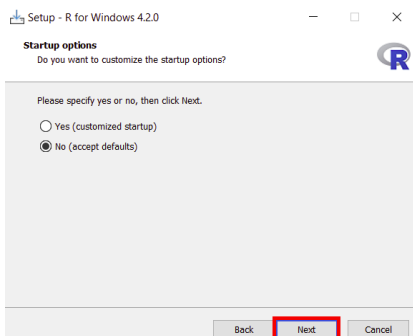 Setup - R for Windows 4.2.0
Startup options
Do you want to customize the startup options?
R
Please specify yes or no, then click Next.
Yes (customized startup)
No (accept defaults)
Back Next Cancel